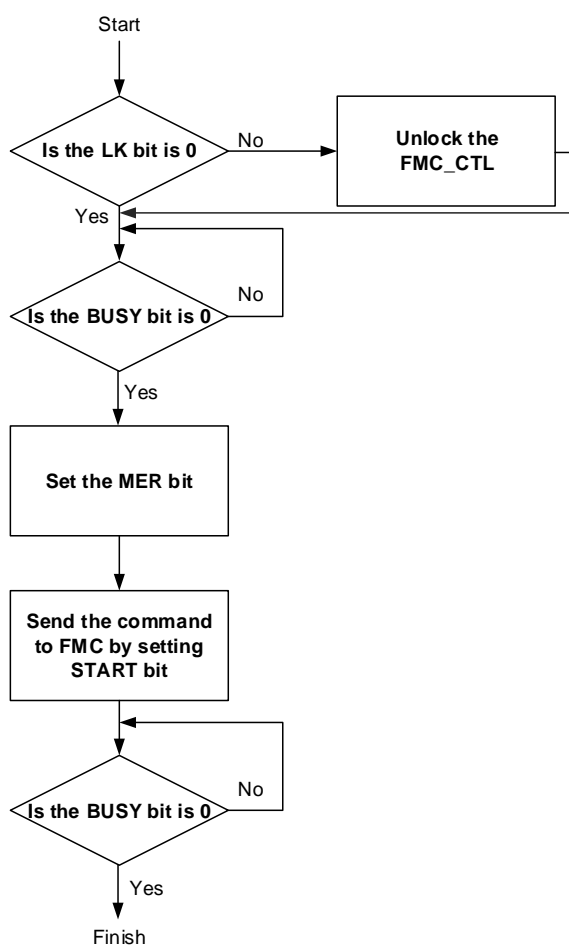 Start
Is the LK bit is 0
No
Unlock the
FMC_CTL
Yes
Is the BUSY bit is 0
No
Yes
Set the MER bit
Send the command
to FMC by setting
START bit
Is the BUSY bit is 0
No
Yes
Finish